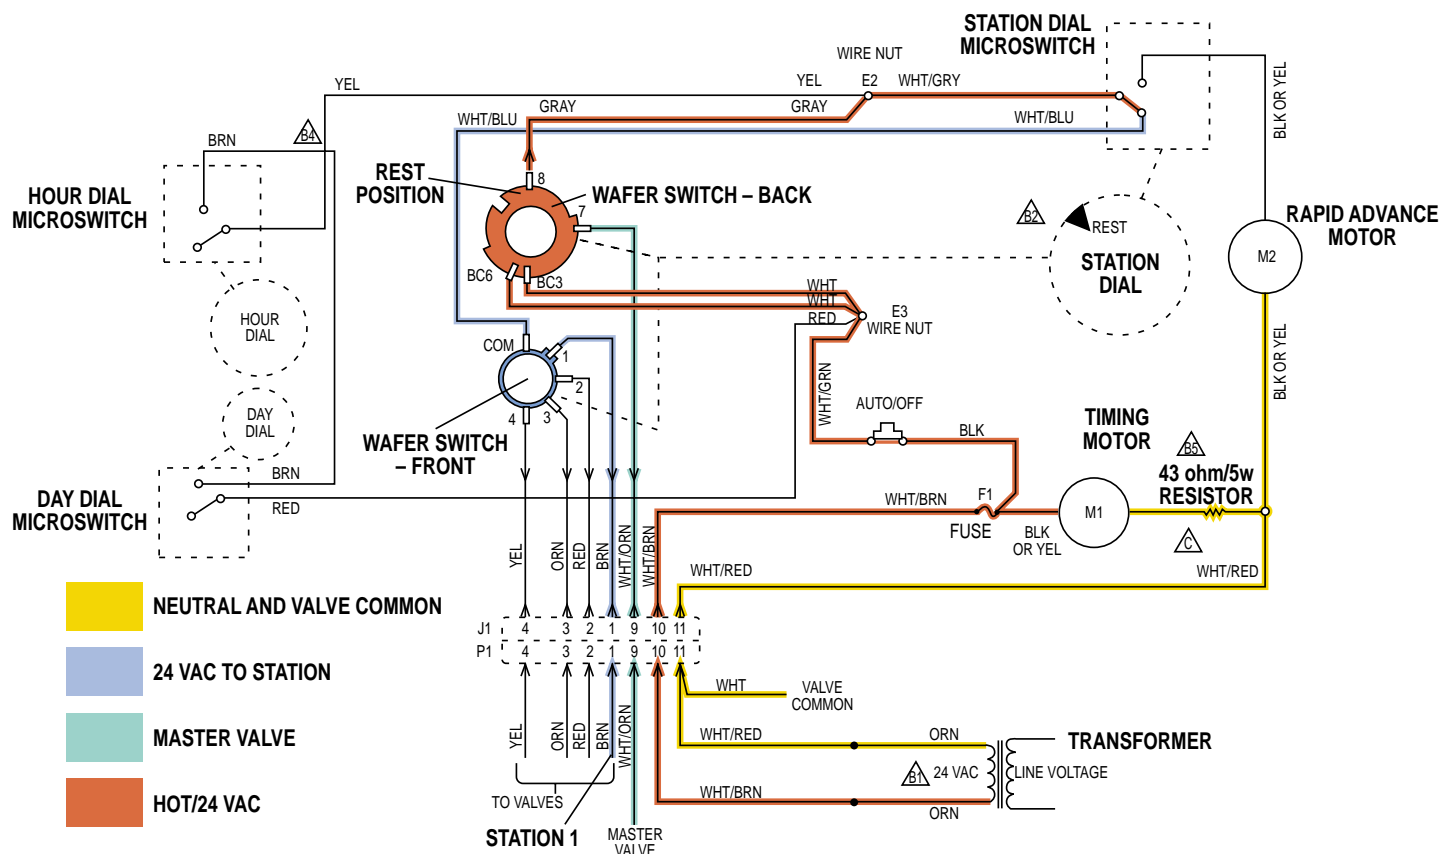 STATION DIAL
MICROSWITCH
WIRE NUT
YEL
YEL
E2
WHT/GRY
GRAY
GRAY
WHT/BLU
WHT/BLU
BLK OR YEL
B4
BRN
HOUR DIAL
MICROSWITCH
REST
POSITION
8
WAFER SWITCH – BACK
7
B2
REST
STATION
DIAL
RAPID ADVANCE
MOTOR
M2
BC6
BC3
WHT
WHT
RED
E3
WIRE NUT
HOUR
DIAL
COM
1
2
3
4
WHT/GRN
BLK OR YEL
DAY
DIAL
AUTO/OFF
BLK
WAFER SWITCH
– FRONT
TIMING
MOTOR
B5
43 ohm/5w
RESISTOR
BRN
RED
DAY DIAL
MICROSWITCH
WHT/BRN
F1
FUSE
M1
BLK
OR YEL
C
YEL
ORN
RED
BRN
WHT/ORN
WHT/BRN
WHT/RED
WHT/RED
NEUTRAL AND VALVE COMMON
J1 4 3 2 1 9 10 11
P1 4 3 2 1 9 10 11
24 VAC TO STATION
WHT
VALVE
COMMON
MASTER VALVE
YEL
ORN
RED
BRN
WHT/ORN
WHT/RED
ORN
TRANSFORMER
B1
24 VAC
LINE VOLTAGE
HOT/24 VAC
WHT/BRN
ORN
TO VALVES
STATION 1
MASTER
VALVE